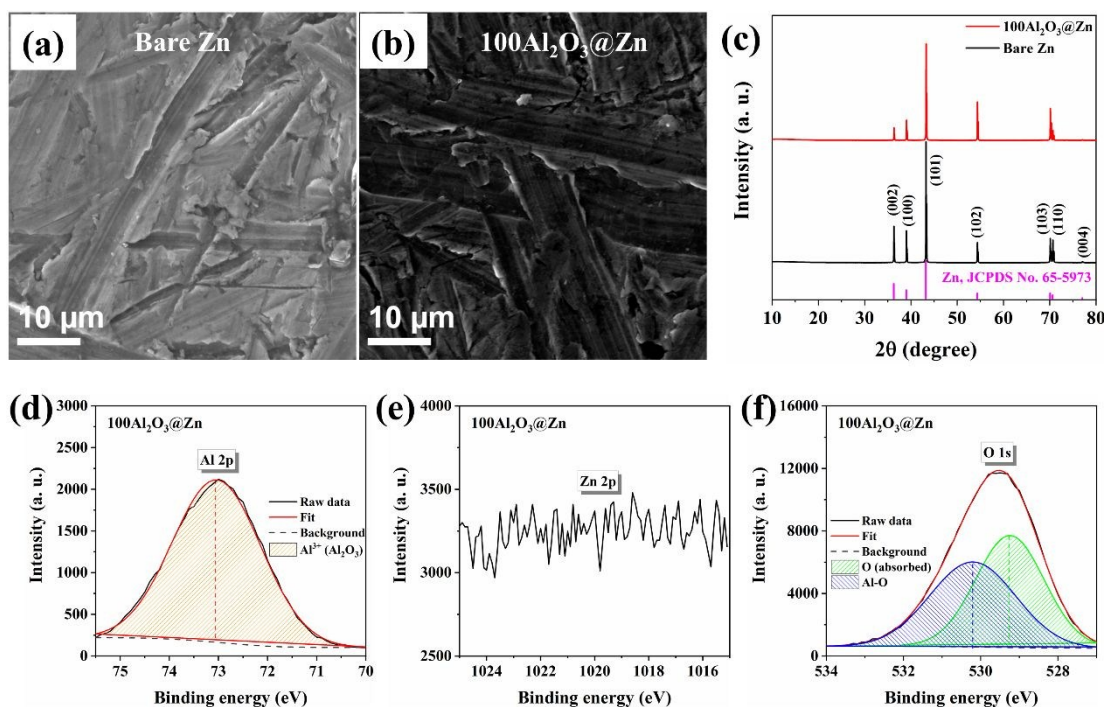 (a)
Bare Zn
10 µm
(b)
100Al₂O₃@Zn
10 µm
(c)
100Al₂O₃@Zn
Bare Zn
Intensity (a. u.)
(002)
(100)
(101)
(102)
(103)
(110)
(004)
Zn, JCPDS No. 65-5973
10 20 30 40 50 60 70 80
2θ (degree)
(d)
100Al₂O₃@Zn
Al 2p
Raw data
Fit
Background
Al³⁺ (Al₂O₃)
Intensity (a. u.)
3000
2500
2000
1500
1000
500
0
75 74 73 72 71 70
Binding energy (eV)
(e)
100Al₂O₃@Zn
Zn 2p
Intensity (a. u.)
4000
3500
3000
2500
1024 1022 1020 1018 1016
Binding energy (eV)
(f)
100Al₂O₃@Zn
O 1s
Raw data
Fit
Background
O (absorbed)
Al-O
Intensity (a. u.)
16000
12000
8000
4000
0
534 532 530 528
Binding energy (eV)